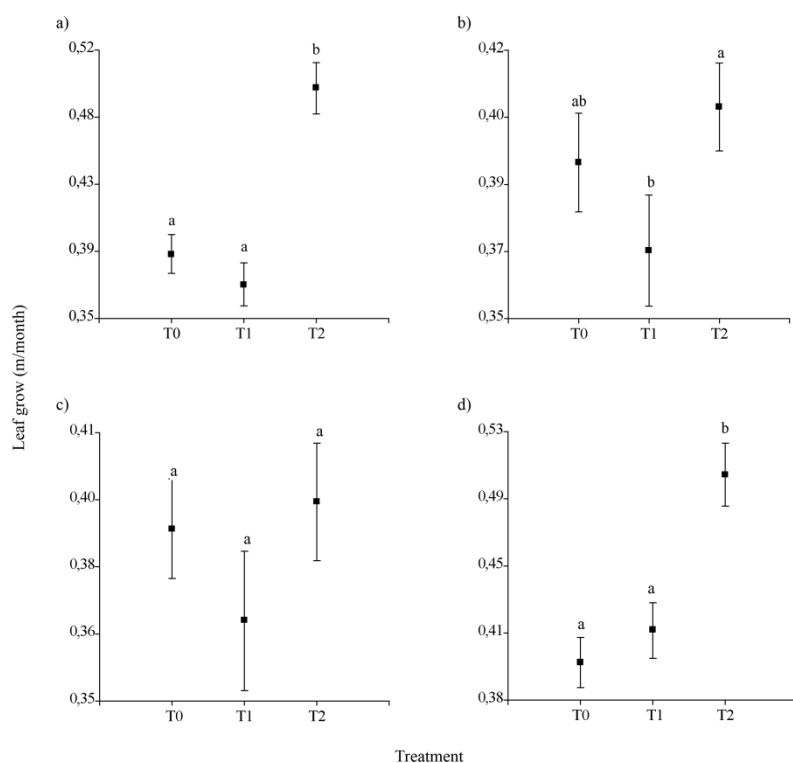 a)
0,52
0,48
0,43
0,39
0,35
a
a
b
T0 T1 T2
b)
0,42
0,40
0,39
0,37
0,35
ab
b
a
T0 T1 T2
Leaf grow (m/month)
c)
0,41
0,40
0,38
0,36
0,35
a
a
a
T0 T1 T2
d)
0,53
0,49
0,45
0,41
0,38
a
a
b
T0 T1 T2
Treatment